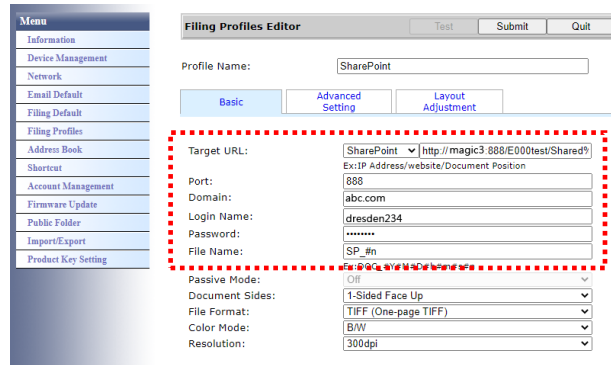 Menu
Information
Device Management
Network
Email Default
Filing Default
Filing Profiles
Address Book
Shortcut
Account Management
Firmware Update
Public Folder
Import/Export
Product Key Setting
Filing Profiles Editor Test Submit Quit
Profile Name: SharePoint
Basic Advanced Setting Layout Adjustment
Target URL: SharePoint http://magic3:888/E000test/Shared%
Ex:IP Address/website/Document Position
Port: 888
Domain: abc.com
Login Name: dresden234
Password: ••••••••
File Name: SP_#n
Passive Mode: Off
Document Sides: 1-Sided Face Up
File Format: TIFF (One-page TIFF)
Color Mode: B/W
Resolution: 300dpi